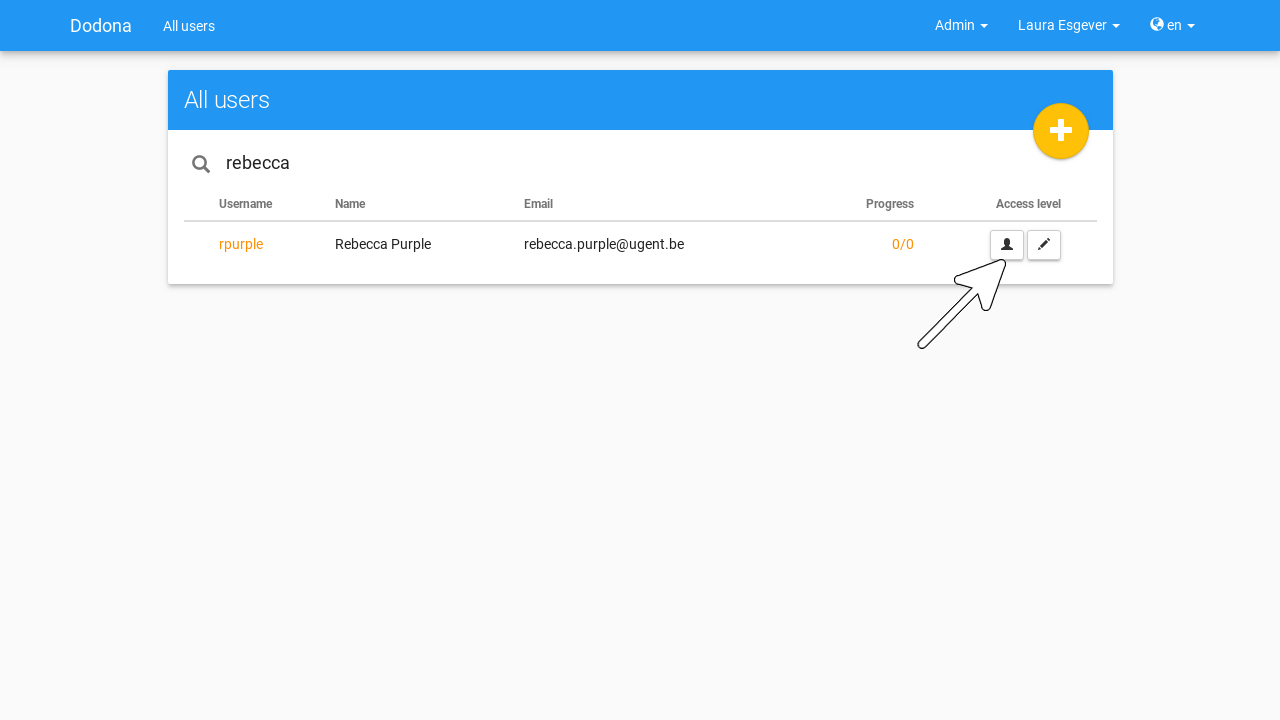 Dodona All users Admin Laura Esgever en
All users
rebecca
Username Name Email Progress Access level
rpurple Rebecca Purple rebecca.purple@ugent.be 0/0